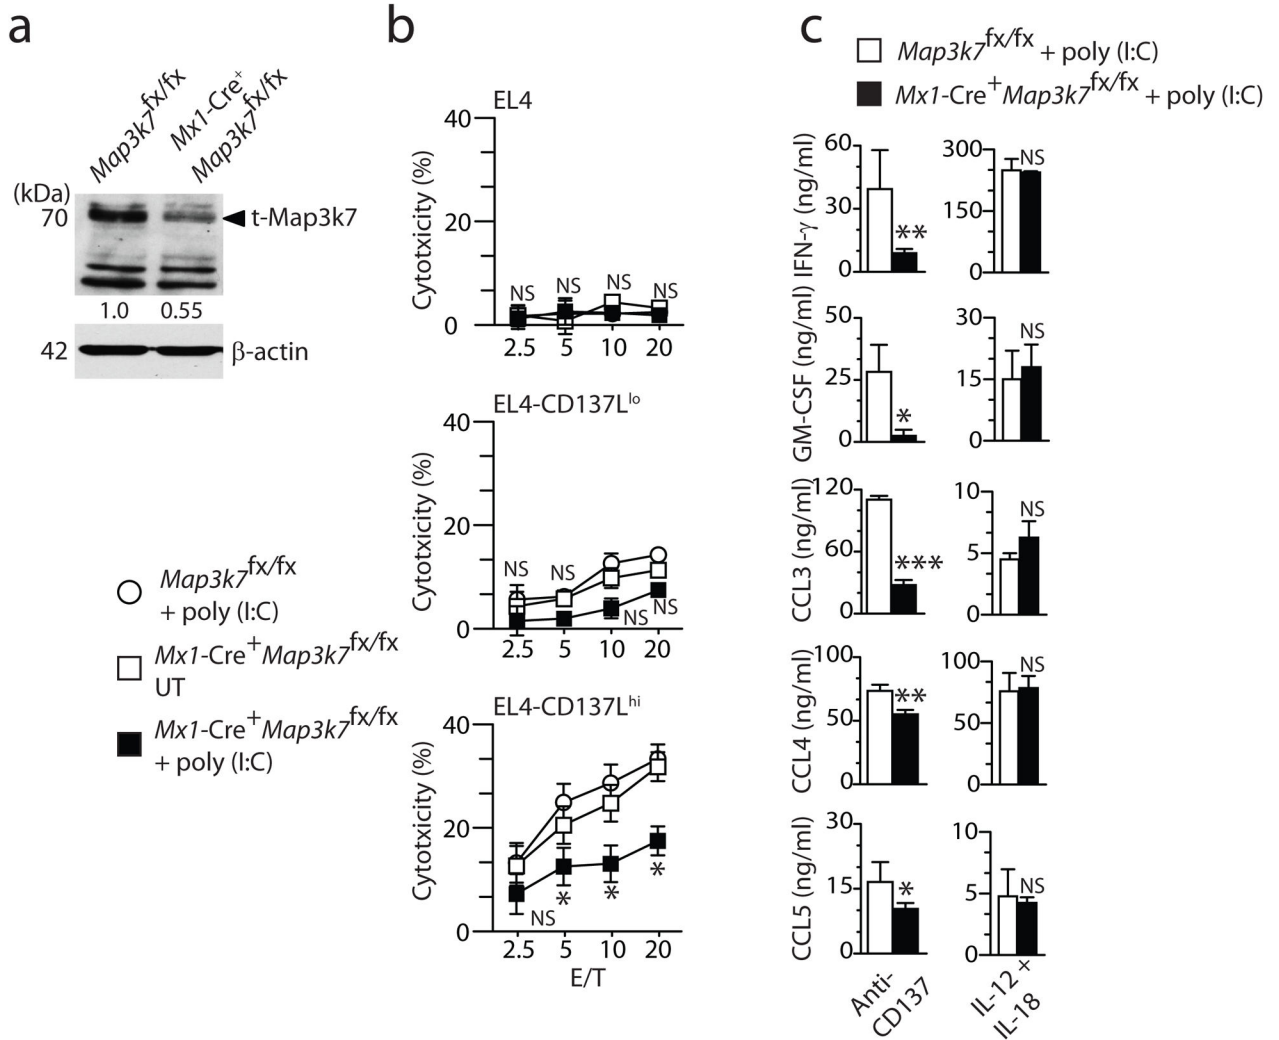 a
Map3k7fx/fx
Mx1-Cre+
Map3k7fx/fx
(kDa)
70
t-Map3k7
1.0 0.55
42
β-actin
Map3k7fx/fx
+ poly (I:C)
Mx1-Cre+Map3k7fx/fx
UT
Mx1-Cre+Map3k7fx/fx
+ poly (I:C)
b
EL4
Cytotxicity (%)
40
20
0
NS NS NS NS
2.5 5 10 20
EL4-CD137Llo
Cytotxicity (%)
40
20
0
NS NS NS NS
2.5 5 10 20
EL4-CD137Lhi
Cytotxicity (%)
40
20
0
NS * * *
2.5 5 10 20
E/T
c
Map3k7fx/fx + poly (I:C)
Mx1-Cre+Map3k7fx/fx + poly (I:C)
IFN-γ (ng/ml)
60
30
0
**
300
150
0
NS
GM-CSF (ng/ml)
50
25
0
*
30
15
0
NS
CCL3 (ng/ml)
120
60
0
***
10
5
0
NS
CCL4 (ng/ml)
100
50
0
**
100
50
0
NS
CCL5 (ng/ml)
30
15
0
*
10
5
0
NS
Anti-
CD137
IL-12 +
IL-18